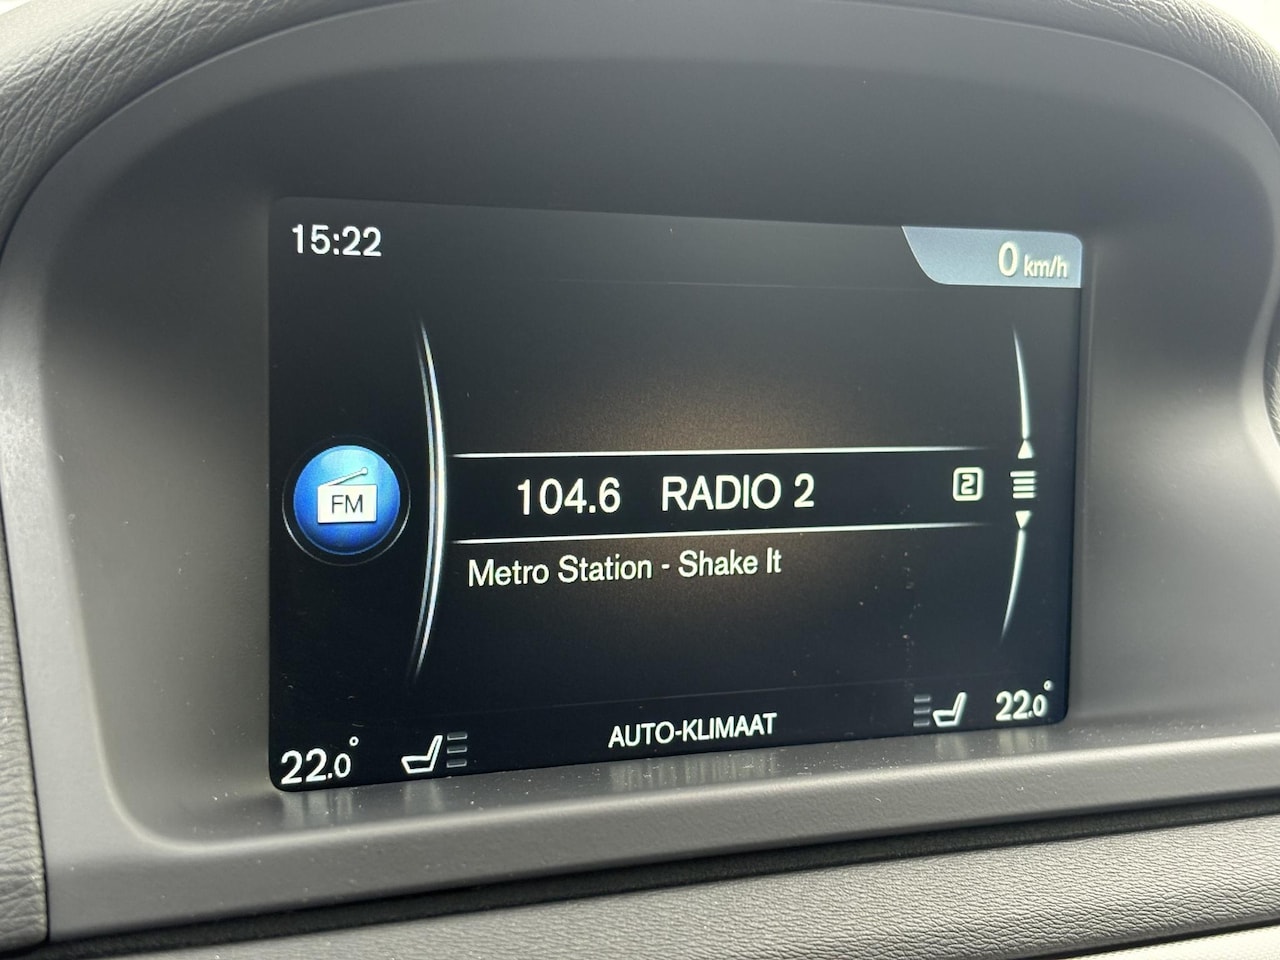 15:22
0 km/h
FM
104.6 RADIO 2 2
Metro Station - Shake It
22.0° AUTO-KLIMAAT 22.0°